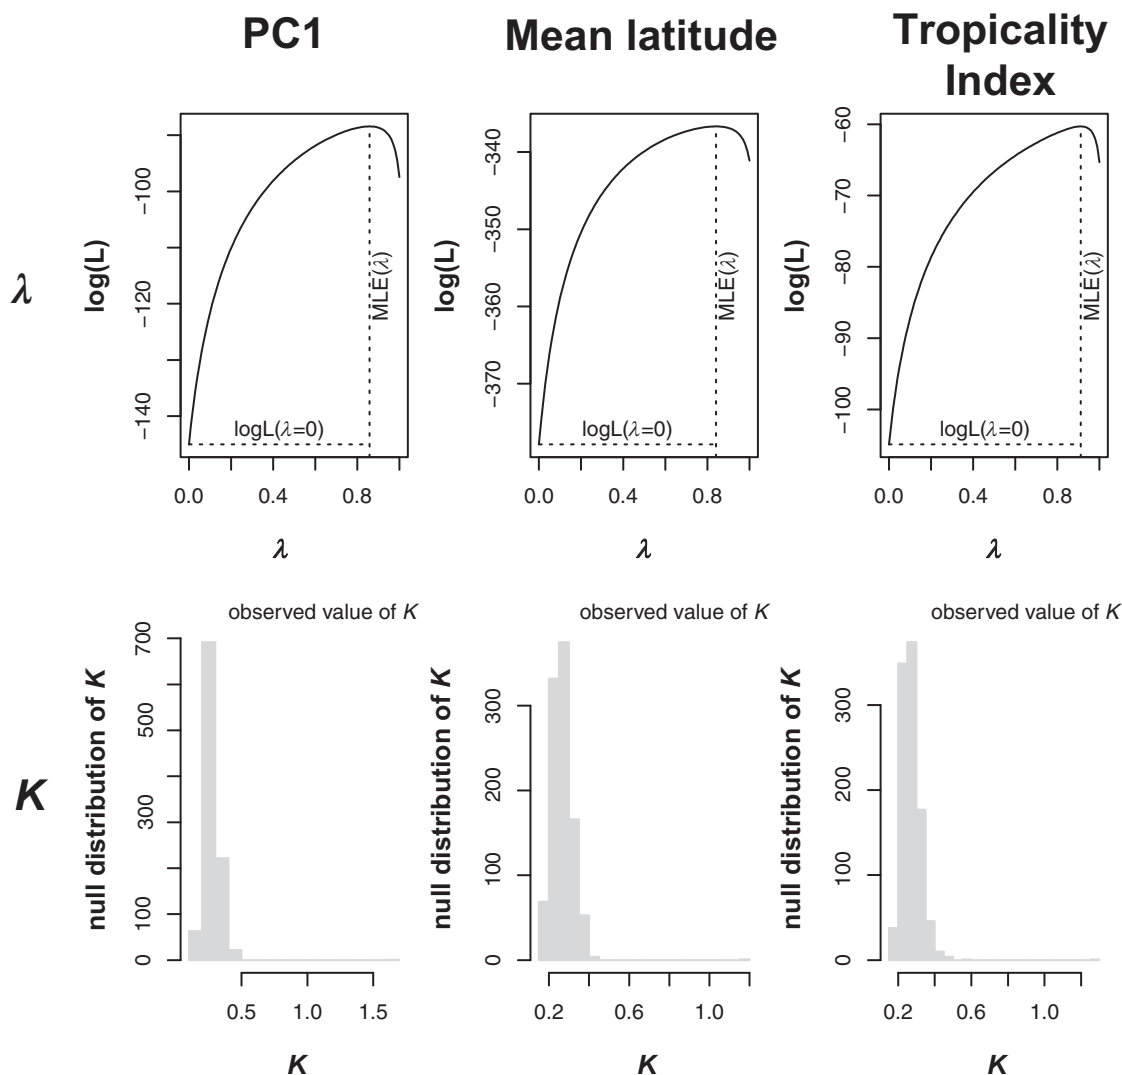 PC1
Mean latitude
Tropicality
Index
λ
log(L)
−140
−120
−100
logL(λ=0)
MLE(λ)
0.0
0.4
0.8
λ
log(L)
−370
−360
−350
−340
logL(λ=0)
MLE(λ)
0.0
0.4
0.8
λ
log(L)
−100
−90
−80
−70
−60
logL(λ=0)
MLE(λ)
0.0
0.4
0.8
λ
K
observed value of K
null distribution of K
0
100
300
500
700
0.5
1.0
1.5
K
observed value of K
null distribution of K
0
100
200
300
0.2
0.6
1.0
K
observed value of K
null distribution of K
0
100
200
300
0.2
0.6
1.0
K